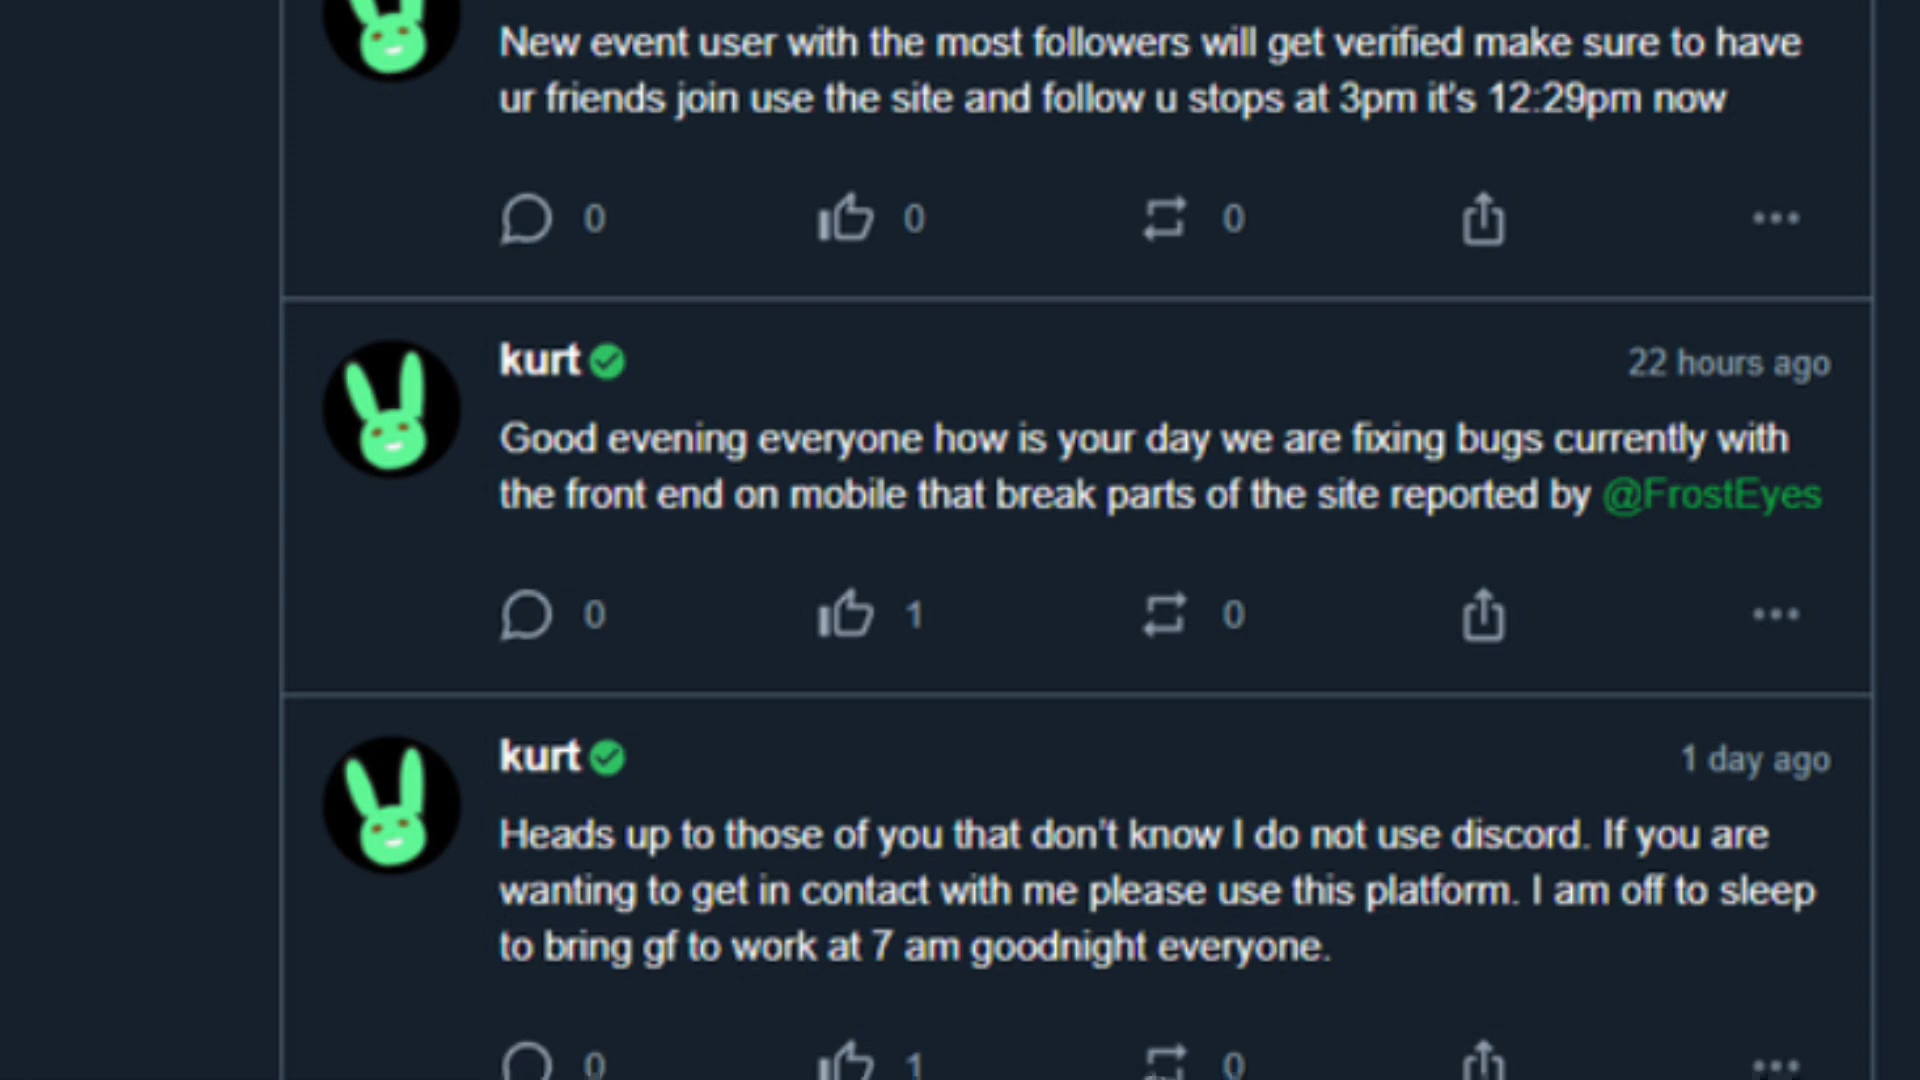 New event user with the most followers will get verified make sure to have
ur friends join use the site and follow u stops at 3pm it's 12:29pm now
0 0 0
kurt 22 hours ago
Good evening everyone how is your day we are fixing bugs currently with
the front end on mobile that break parts of the site reported by @FrostEyes
0 1 0
kurt 1 day ago
Heads up to those of you that don't know I do not use discord. If you are
wanting to get in contact with me please use this platform. I am off to sleep
to bring gf to work at 7 am goodnight everyone.
0 1 0